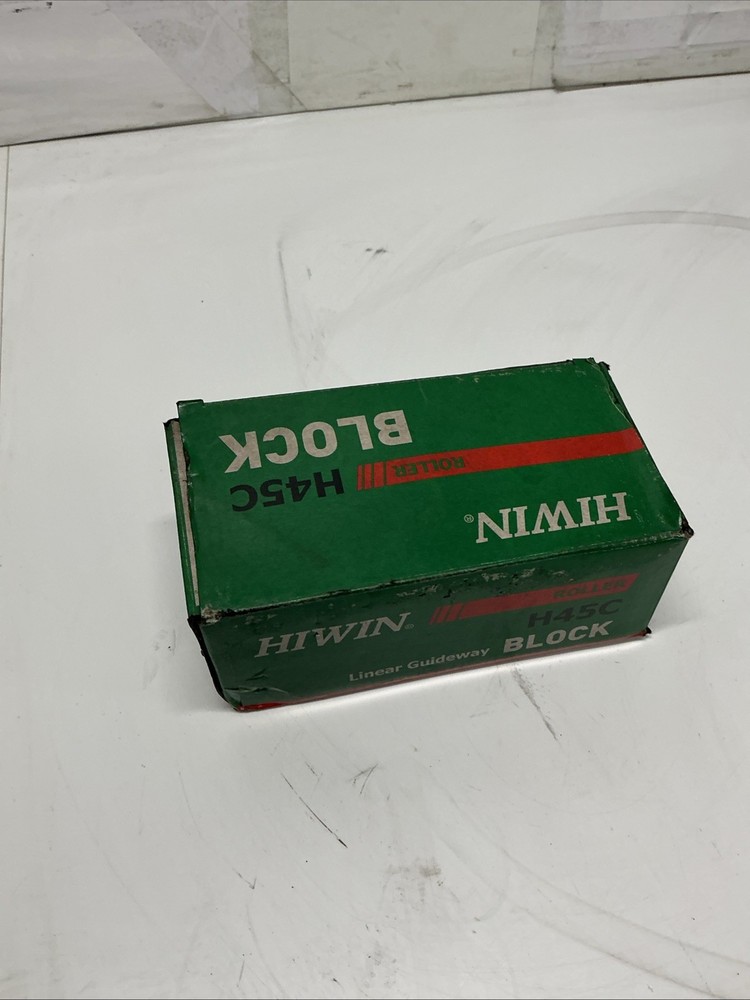 HIWIN®
ROLLER
H45C
BLOCK
HIWIN®
ROLLER
H45C
Linear Guideway BLOCK